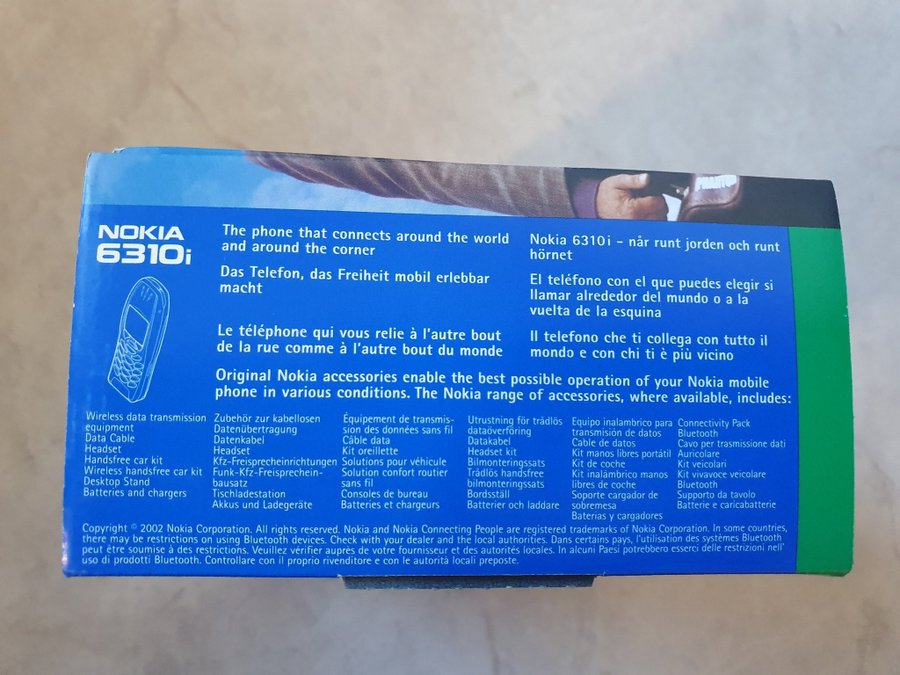 PHANTOM
NOKIA
6310i
The phone that connects around the world
and around the corner
Das Telefon, das Freiheit mobil erlebbar
macht
Le téléphone qui vous relie à l'autre bout
de la rue comme à l'autre bout du monde
Nokia 6310i – når runt jorden och runt
hörnet
El teléfono con el que puedes elegir si
llamar alrededor del mundo o a la
vuelta de la esquina
Il telefono che ti collega con tutto il
mondo e con chi ti è più vicino
Original Nokia accessories enable the best possible operation of your Nokia mobile
phone in various conditions. The Nokia range of accessories, where available, includes:
Wireless data transmission
equipment
Data Cable
Headset
Handsfree car kit
Wireless handsfree car kit
Desktop Stand
Batteries and chargers
Zubehör zur kabellosen
Datenübertragung
Datenkabel
Headset
Kfz-Freisprecheinrichtungen
Funk-Kfz-Freisprechein-
bausatz
Tischladestation
Akkus und Ladegeräte
Équipement de transmis-
sion des données sans fil
Câble data
Kit oreillette
Solutions pour véhicule
Solution confort routier
sans fil
Consoles de bureau
Batteries et chargeurs
Utrustning för trådlös
dataöverföring
Datakabel
Headset kit
Bilmonteringssats
Trådlös handsfree
bilmonteringssats
Bordsställ
Batterier och laddare
Equipo inalambrico para
transmisión de datos
Cable de datos
Kit manos libres portátil
Kit de coche
Kit inalámbrico manos
libres de coche
Soporte cargador de
sobremesa
Baterias y cargadores
Connectivity Pack
Bluetooth
Cavo per trasmissione dati
Auricolare
Kit veicolari
Kit vivavoce veicolare
Bluetooth
Supporto da tavolo
Batterie e caricabatterie
Copyright © 2002 Nokia Corporation. All rights reserved. Nokia and Nokia Connecting People are registered trademarks of Nokia Corporation. In some countries,
there may be restrictions on using Bluetooth devices. Check with your dealer and the local authorities. Dans certains pays, l'utilisation des systèmes Bluetooth
peut être soumise à des restrictions. Veuillez vérifier auprès de votre fournisseur et des autorités locales. In alcuni Paesi potrebbero esserci delle restrizioni nell'
uso di prodotti Bluetooth. Controllare con il proprio rivenditore e con le autorità locali preposte.